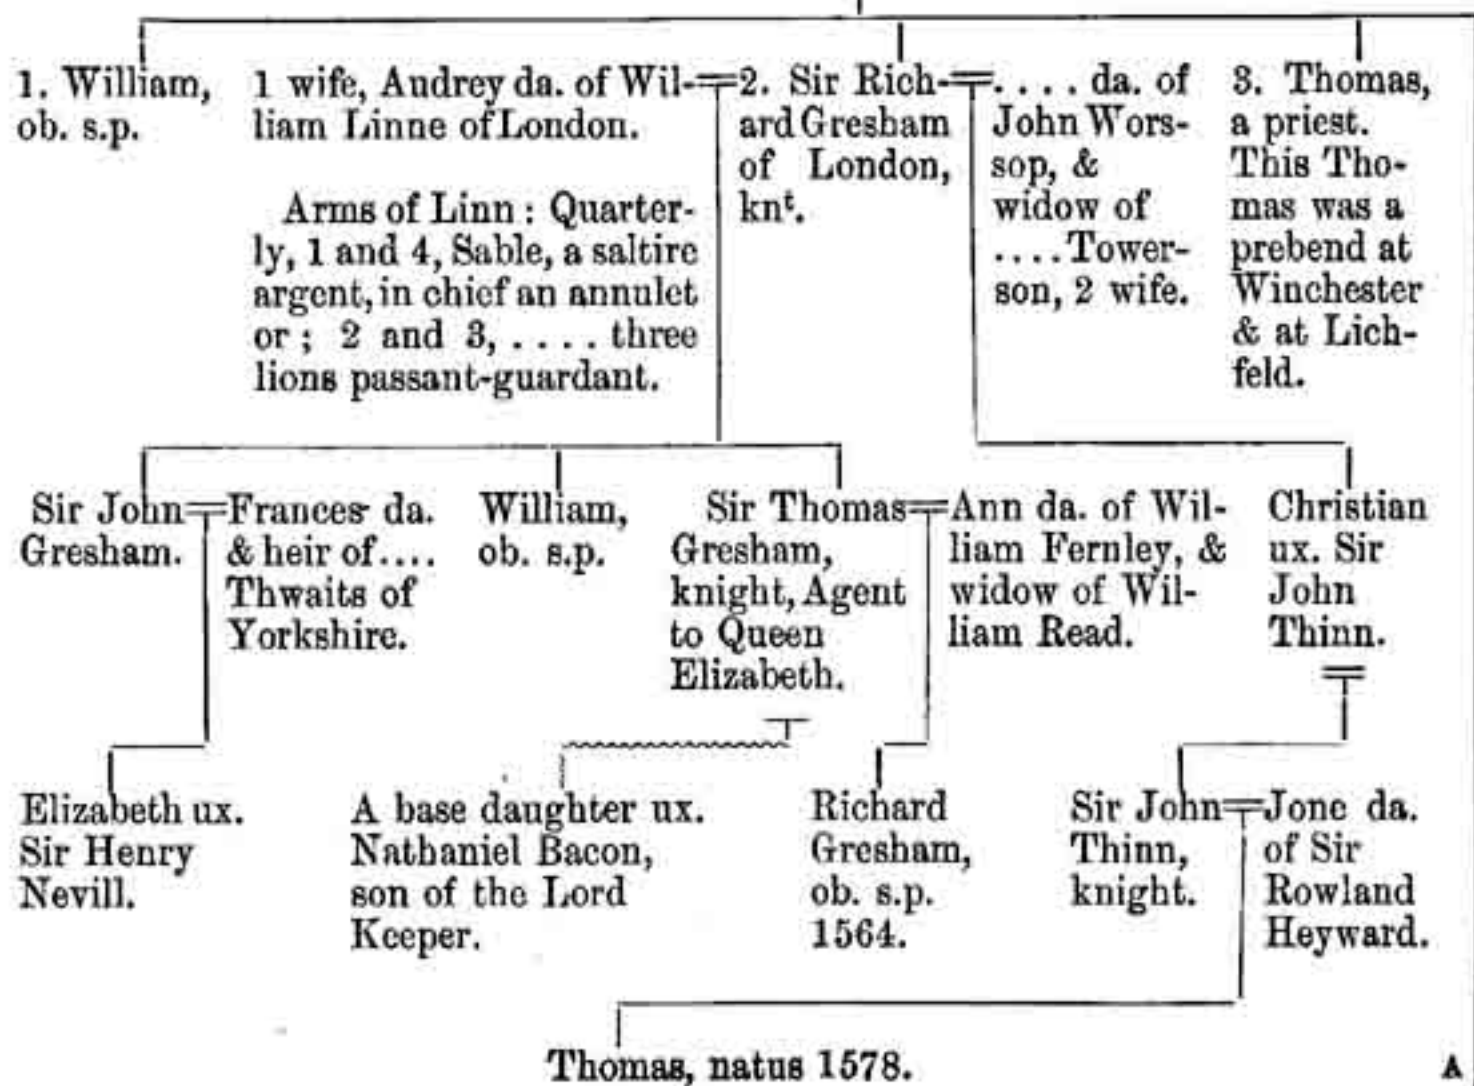 1. William,
ob. s.p.
1 wife, Audrey da. of Wil-
liam Linne of London.
Arms of Linn : Quarter-
ly, 1 and 4, Sable, a saltire
argent, in chief an annulet
or ; 2 and 3, . . . . three
lions passant-guardant.
2. Sir Rich-
ard Gresham
of London,
knᵗ.
. . . . da. of
John Wors-
sop, &
widow of
. . . . Tower-
son, 2 wife.
3. Thomas,
a priest.
This Tho-
mas was a
prebend at
Winchester
& at Lich-
feld.
Sir John
Gresham.
Frances da.
& heir of . . . .
Thwaits of
Yorkshire.
William,
ob. s.p.
Sir Thomas
Gresham,
knight, Agent
to Queen
Elizabeth.
Ann da. of Wil-
liam Fernley, &
widow of Wil-
liam Read.
Christian
ux. Sir
John
Thinn.
Elizabeth ux.
Sir Henry
Nevill.
A base daughter ux.
Nathaniel Bacon,
son of the Lord
Keeper.
Richard
Gresham,
ob. s.p.
1564.
Sir John
Thinn,
knight.
Jone da.
of Sir
Rowland
Heyward.
Thomas, natus 1578.
A